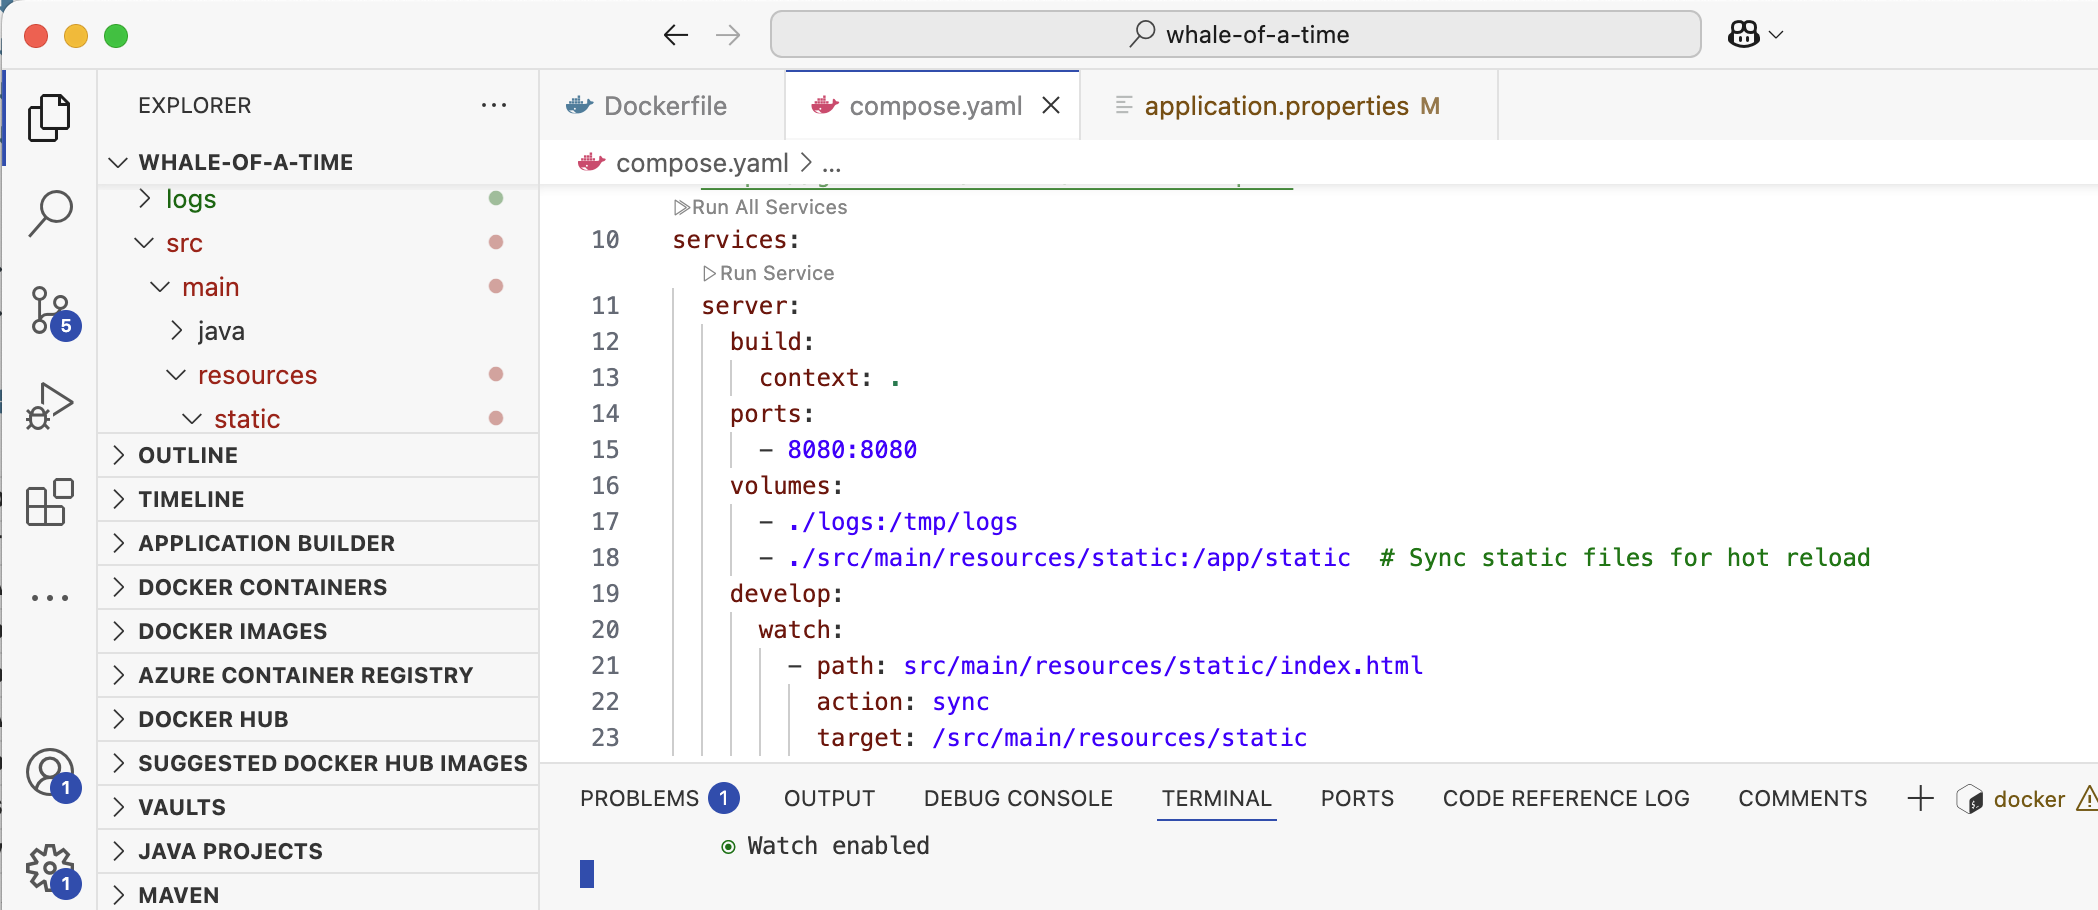 whale-of-a-time
EXPLORER
WHALE-OF-A-TIME
logs
src
main
java
resources
static
OUTLINE
TIMELINE
APPLICATION BUILDER
DOCKER CONTAINERS
DOCKER IMAGES
AZURE CONTAINER REGISTRY
DOCKER HUB
SUGGESTED DOCKER HUB IMAGES
VAULTS
JAVA PROJECTS
MAVEN
5
1
1
Dockerfile
compose.yaml
application.properties M
compose.yaml > ...
Run All Services
10 services:
Run Service
11 server:
12 build:
13 context: .
14 ports:
15 - 8080:8080
16 volumes:
17 - ./logs:/tmp/logs
18 - ./src/main/resources/static:/app/static # Sync static files for hot reload
19 develop:
20 watch:
21 - path: src/main/resources/static/index.html
22 action: sync
23 target: /src/main/resources/static
PROBLEMS 1 OUTPUT DEBUG CONSOLE TERMINAL PORTS CODE REFERENCE LOG COMMENTS docker
Watch enabled